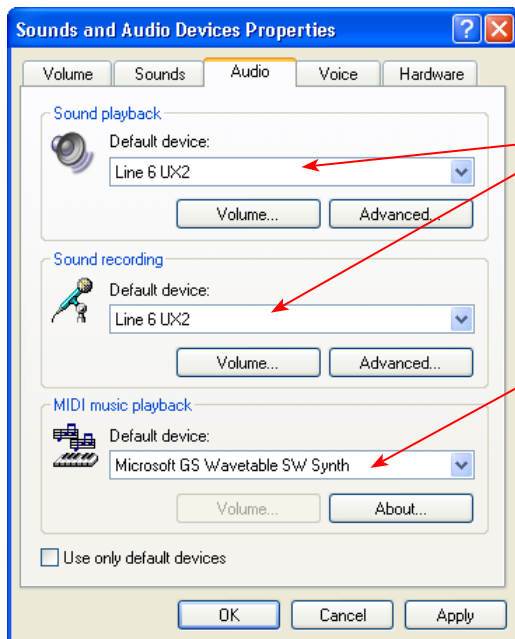 Sounds and Audio Devices Properties
Volume Sounds Audio Voice Hardware
Sound playback
Default device:
Line 6 UX2
Volume... Advanced...
Sound recording
Default device:
Line 6 UX2
Volume... Advanced...
MIDI music playback
Default device:
Microsoft GS Wavetable SW Synth
Volume... About...
Use only default devices
OK Cancel Apply